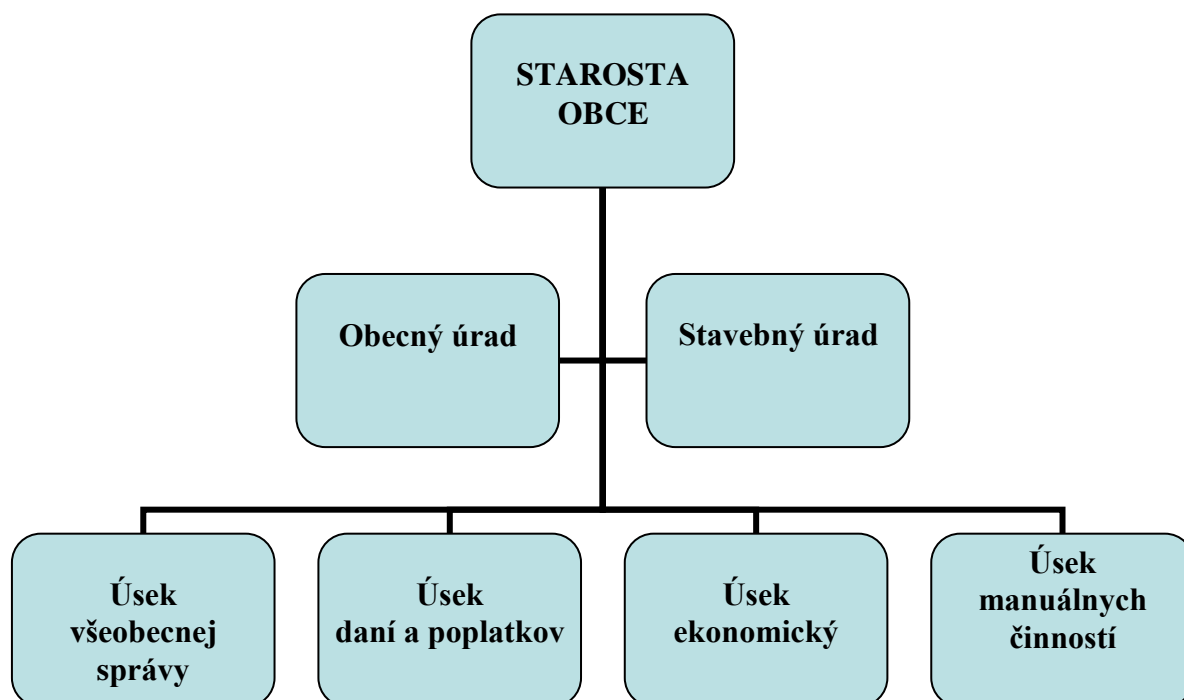 STAROSTA
OBCE
Obecný úrad
Stavebný úrad
Úsek
všeobecnej
správy
Úsek
daní a poplatkov
Úsek
ekonomický
Úsek
manuálnych
činností